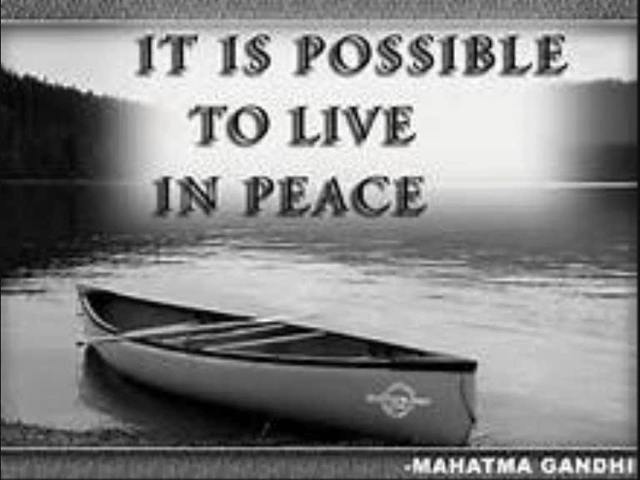 IT IS POSSIBLE
TO LIVE
IN PEACE
-MAHATMA GANDHI